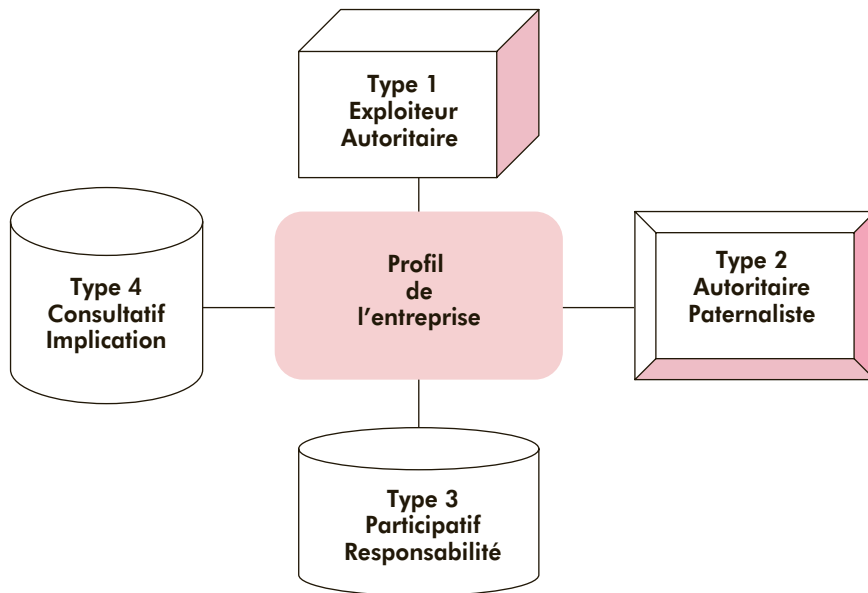 Type 1
Exploiteur
Autoritaire
Profil
de
l’entreprise
Type 2
Autoritaire
Paternaliste
Type 4
Consultatif
Implication
Type 3
Participatif
Responsabilité